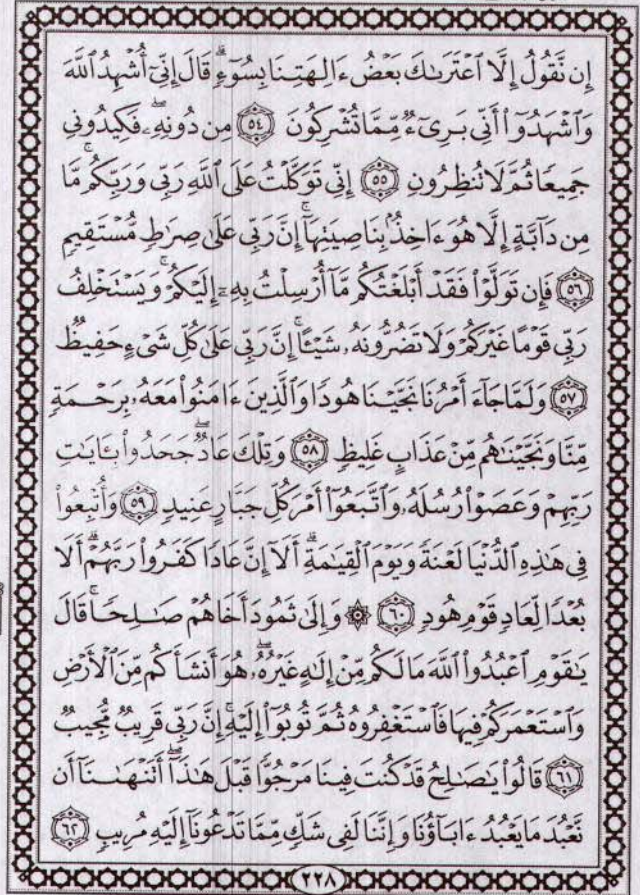 إِن نَّقُولُ إِلَّا ٱعْتَرَىٰكَ بَعْضُ ءَالِهَتِنَا بِسُوٓءٍۗ قَالَ إِنِّىٓ أُشْهِدُ ٱللَّهَ
وَٱشْهَدُوٓا۟ أَنِّى بَرِىٓءٌ مِّمَّا تُشْرِكُونَ ٥٤ مِن دُونِهِۦۖ فَكِيدُونِى
جَمِيعًا ثُمَّ لَا تُنظِرُونِ ٥٥ إِنِّى تَوَكَّلْتُ عَلَى ٱللَّهِ رَبِّى وَرَبِّكُمۚ مَّا
مِن دَآبَّةٍ إِلَّا هُوَ ءَاخِذٌۢ بِنَاصِيَتِهَآۚ إِنَّ رَبِّى عَلَىٰ صِرَٰطٍ مُّسْتَقِيمٍ
٥٦ فَإِن تَوَلَّوْا۟ فَقَدْ أَبْلَغْتُكُم مَّآ أُرْسِلْتُ بِهِۦٓ إِلَيْكُمْۚ وَيَسْتَخْلِفُ
رَبِّى قَوْمًا غَيْرَكُمْ وَلَا تَضُرُّونَهُۥ شَيْـًٔاۚ إِنَّ رَبِّى عَلَىٰ كُلِّ شَىْءٍ حَفِيظٌ
٥٧ وَلَمَّا جَآءَ أَمْرُنَا نَجَّيْنَا هُودًا وَٱلَّذِينَ ءَامَنُوا۟ مَعَهُۥ بِرَحْمَةٍ
مِّنَّا وَنَجَّيْنَٰهُم مِّنْ عَذَابٍ غَلِيظٍ ٥٨ وَتِلْكَ عَادٌۖ جَحَدُوا۟ بِـَٔايَٰتِ
رَبِّهِمْ وَعَصَوْا۟ رُسُلَهُۥ وَٱتَّبَعُوٓا۟ أَمْرَ كُلِّ جَبَّارٍ عَنِيدٍ ٥٩ وَأُتْبِعُوا۟
فِى هَٰذِهِ ٱلدُّنْيَا لَعْنَةً وَيَوْمَ ٱلْقِيَٰمَةِۗ أَلَآ إِنَّ عَادًا كَفَرُوا۟ رَبَّهُمْۗ أَلَا
بُعْدًا لِّعَادٍ قَوْمِ هُودٍ ٦٠ ۞ وَإِلَىٰ ثَمُودَ أَخَاهُمْ صَٰلِحًاۚ قَالَ
يَٰقَوْمِ ٱعْبُدُوا۟ ٱللَّهَ مَا لَكُم مِّنْ إِلَٰهٍ غَيْرُهُۥۖ هُوَ أَنشَأَكُم مِّنَ ٱلْأَرْضِ
وَٱسْتَعْمَرَكُمْ فِيهَا فَٱسْتَغْفِرُوهُ ثُمَّ تُوبُوٓا۟ إِلَيْهِۚ إِنَّ رَبِّى قَرِيبٌ مُّجِيبٌ
٦١ قَالُوا۟ يَٰصَٰلِحُ قَدْ كُنتَ فِينَا مَرْجُوًّا قَبْلَ هَٰذَآۖ أَتَنْهَىٰنَآ أَن
نَّعْبُدَ مَا يَعْبُدُ ءَابَآؤُنَا وَإِنَّنَا لَفِى شَكٍّ مِّمَّا تَدْعُونَآ إِلَيْهِ مُرِيبٍ ٦٢
٢٢٨